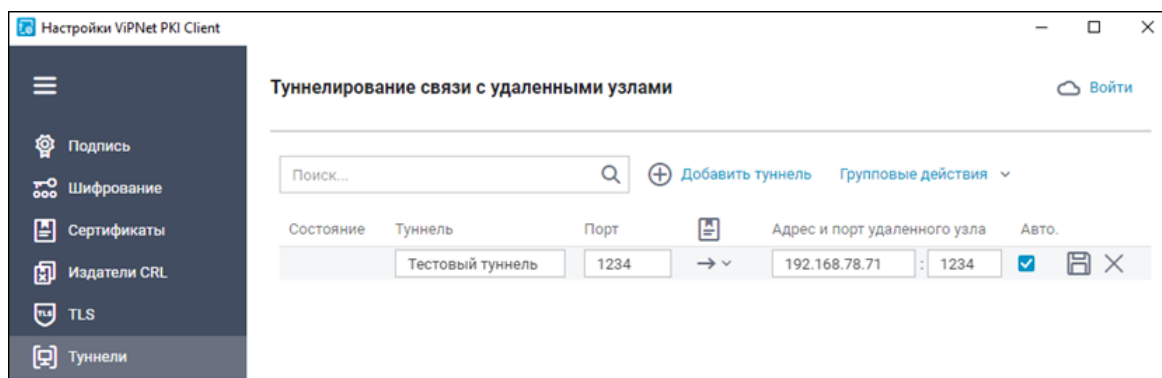 Настройки ViPNet PKI Client
Туннелирование связи с удаленными узлами
Войти
Подпись
Шифрование
Сертификаты
Издатели CRL
TLS
TLS
Туннели
Поиск...
Добавить туннель
Групповые действия
Состояние Туннель Порт Адрес и порт удаленного узла Авто.
Тестовый туннель 1234 192.168.78.71 : 1234